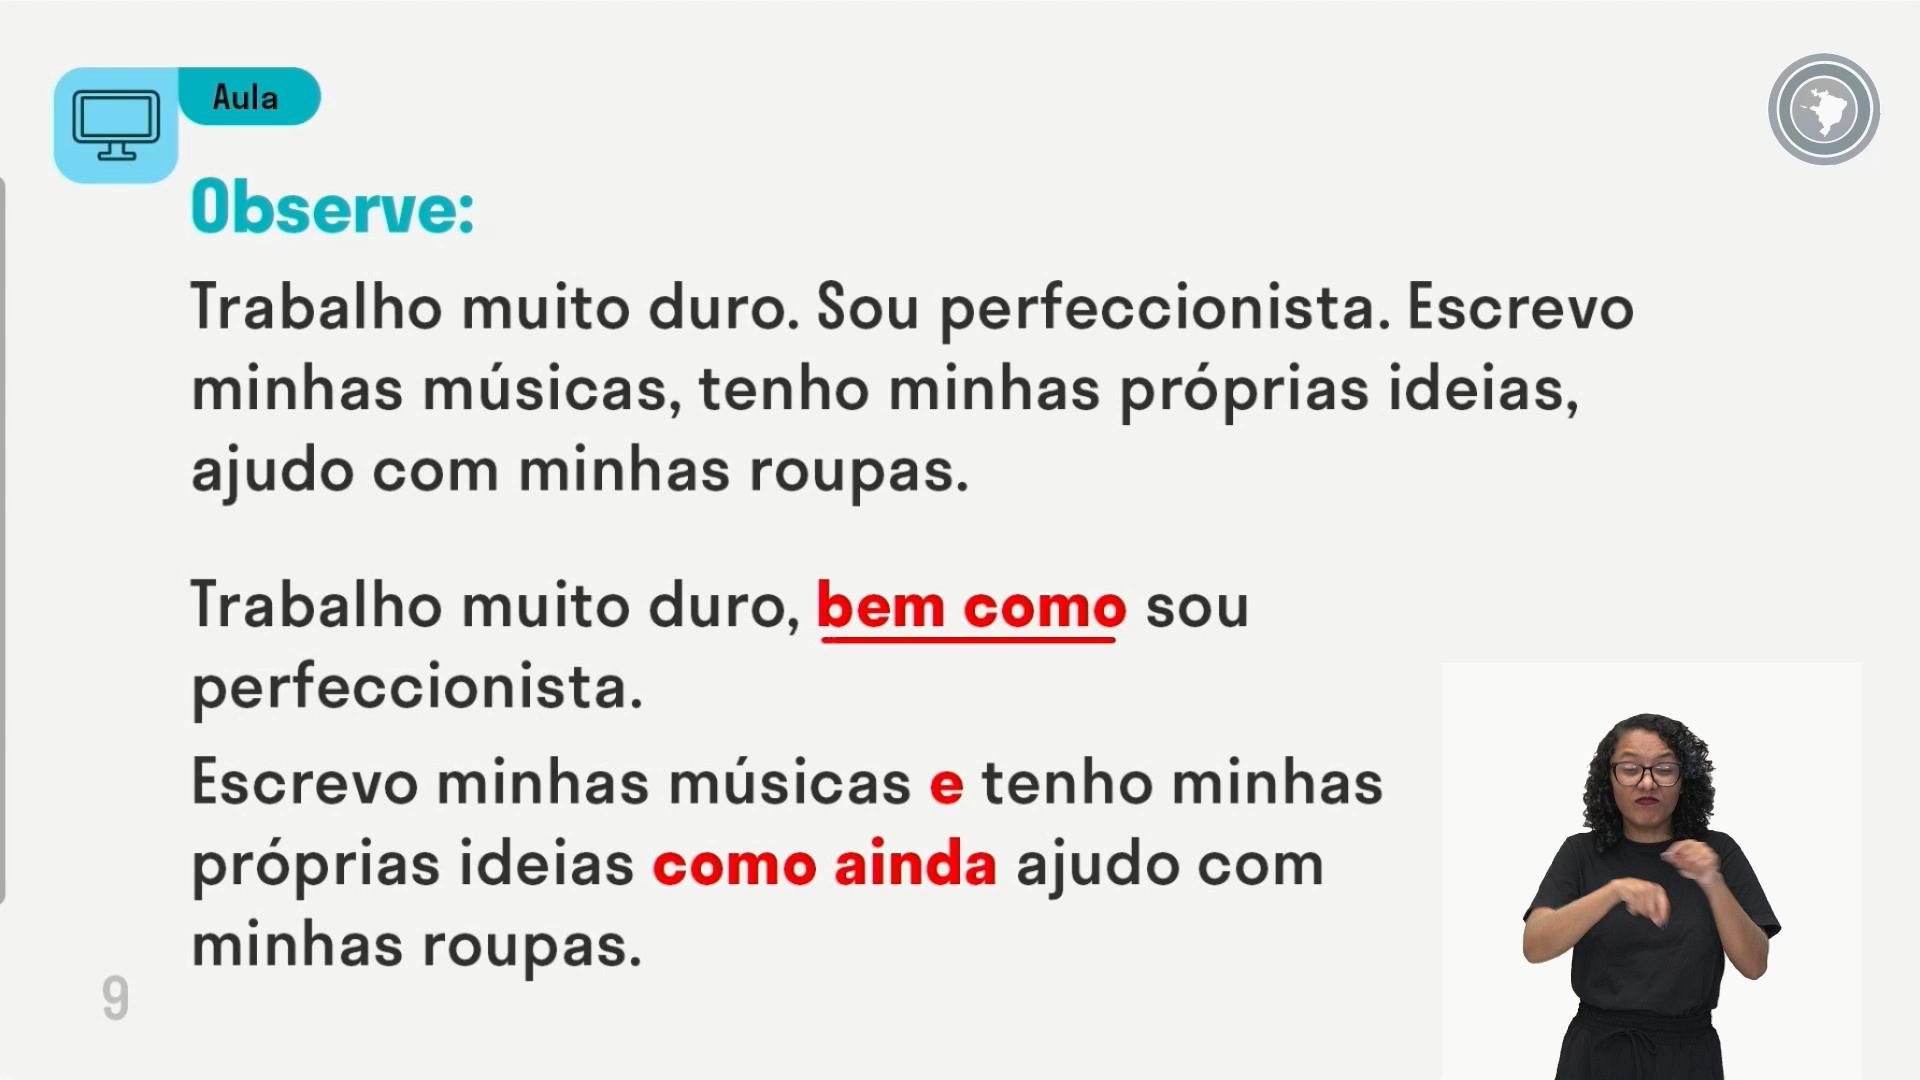 Aula
Observe:
Trabalho muito duro. Sou perfeccionista. Escrevo
minhas músicas, tenho minhas próprias ideias,
ajudo com minhas roupas.
Trabalho muito duro, bem como sou
perfeccionista.
Escrevo minhas músicas e tenho minhas
próprias ideias como ainda ajudo com
minhas roupas.
9